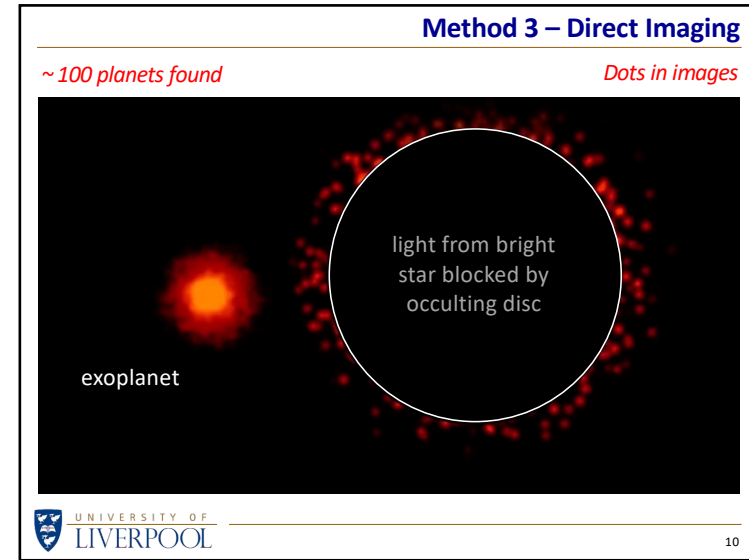 Method 3 – Direct Imaging
~ 100 planets found
Dots in images
light from bright
star blocked by
occulting disc
exoplanet
UNIVERSITY OF
LIVERPOOL
10